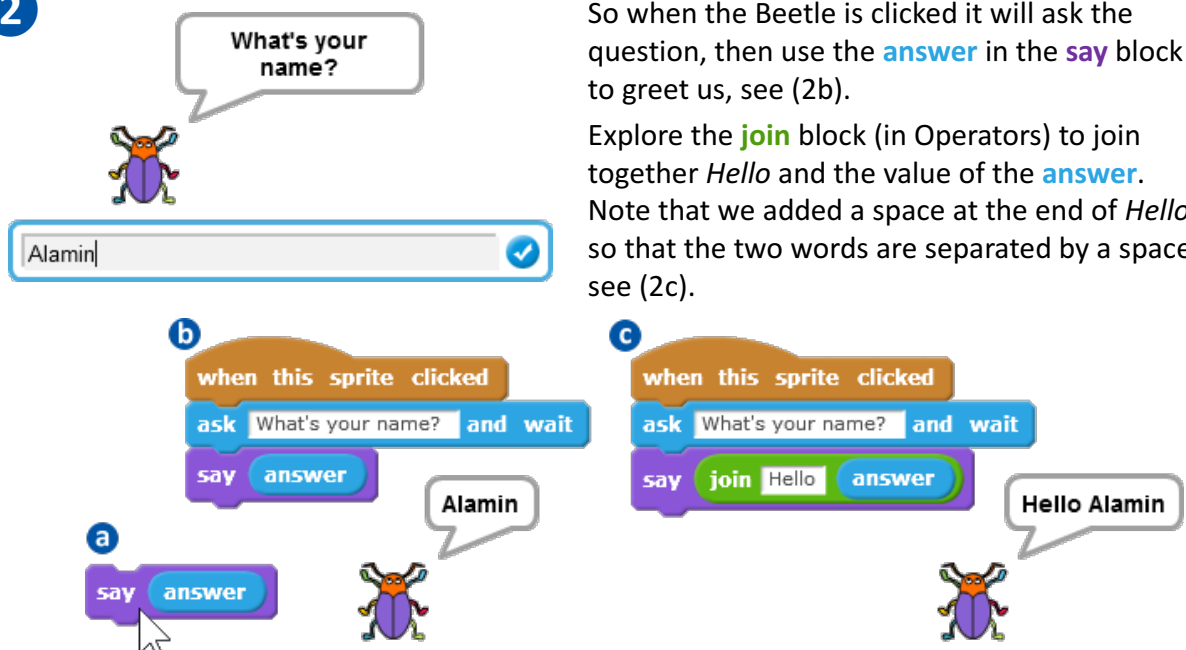 2
What's your
name?
Alamin
So when the Beetle is clicked it will ask the
question, then use the answer in the say block
to greet us, see (2b).
Explore the join block (in Operators) to join
together Hello and the value of the answer.
Note that we added a space at the end of Hello
so that the two words are separated by a space
see (2c).
b
when this sprite clicked
ask What's your name? and wait
say answer
Alamin
a
say answer
c
when this sprite clicked
ask What's your name? and wait
say join Hello answer
Hello Alamin